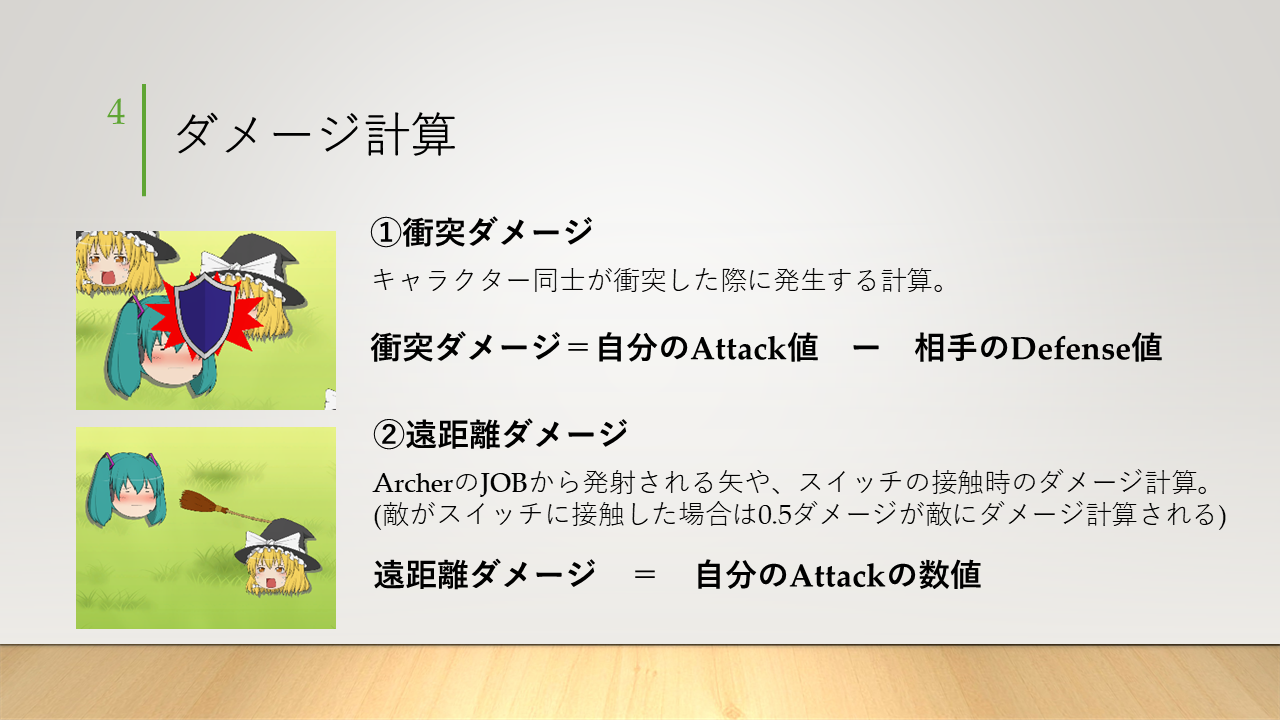 4
ダメージ計算
①衝突ダメージ
キャラクター同士が衝突した際に発生する計算。
衝突ダメージ＝自分のAttack値　ー　相手のDefense値
②遠距離ダメージ
ArcherのJOBから発射される矢や、スイッチの接触時のダメージ計算。
(敵がスイッチに接触した場合は0.5ダメージが敵にダメージ計算される)
遠距離ダメージ　＝　自分のAttackの数値